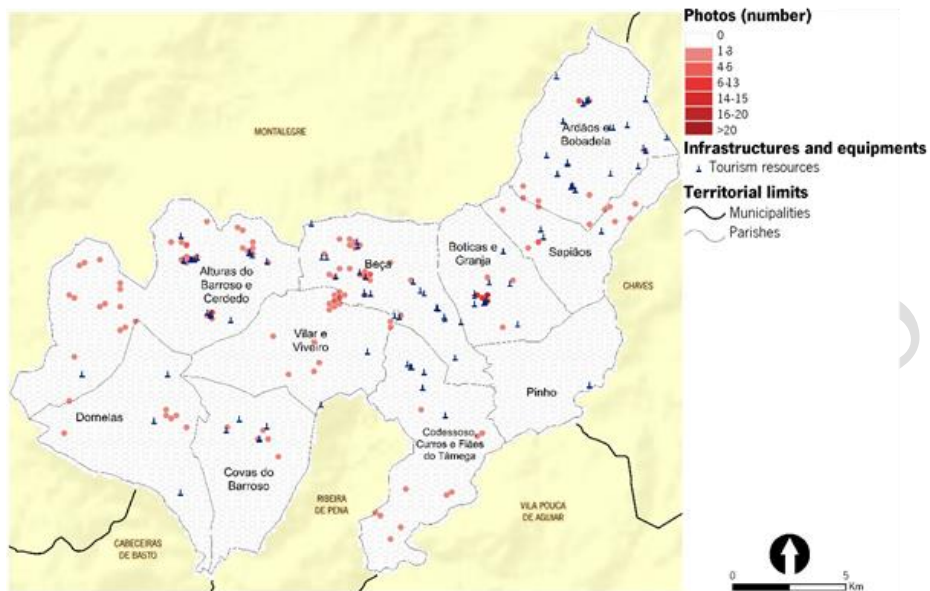 Photos (number)
0
1-3
4-5
6-13
14-15
16-20
>20
Infrastructures and equipments
Tourism resources
Territorial limits
Municipalities
Parishes
MONTALEGRE
Ardãos e
Bobadela
Sapiãos
Boticas e
Granja
CHAVES
Beça
Alturas do
Barroso e
Cerdedo
Vilar e
Viveiro
Pinho
Dornelas
Codessoso,
Curros e Fiães
do Tâmega
Covas do
Barroso
RIBEIRA
DE PENA
VILA POUCA
DE AGUIAR
CABECEIRAS
DE BASTO
0 5
Km